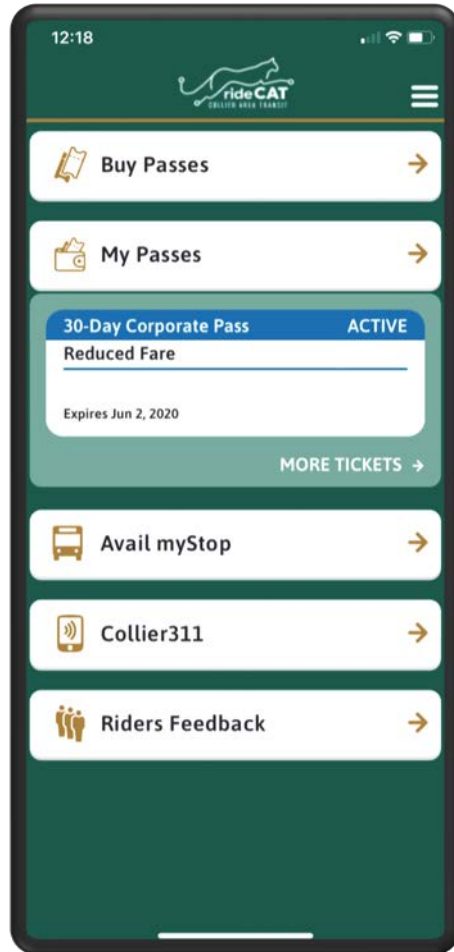 12:18
rideCAT
COLLIER AREA TRANSIT
Buy Passes
My Passes
30-Day Corporate Pass ACTIVE
Reduced Fare
Expires Jun 2, 2020
MORE TICKETS →
Avail myStop
Collier311
Riders Feedback